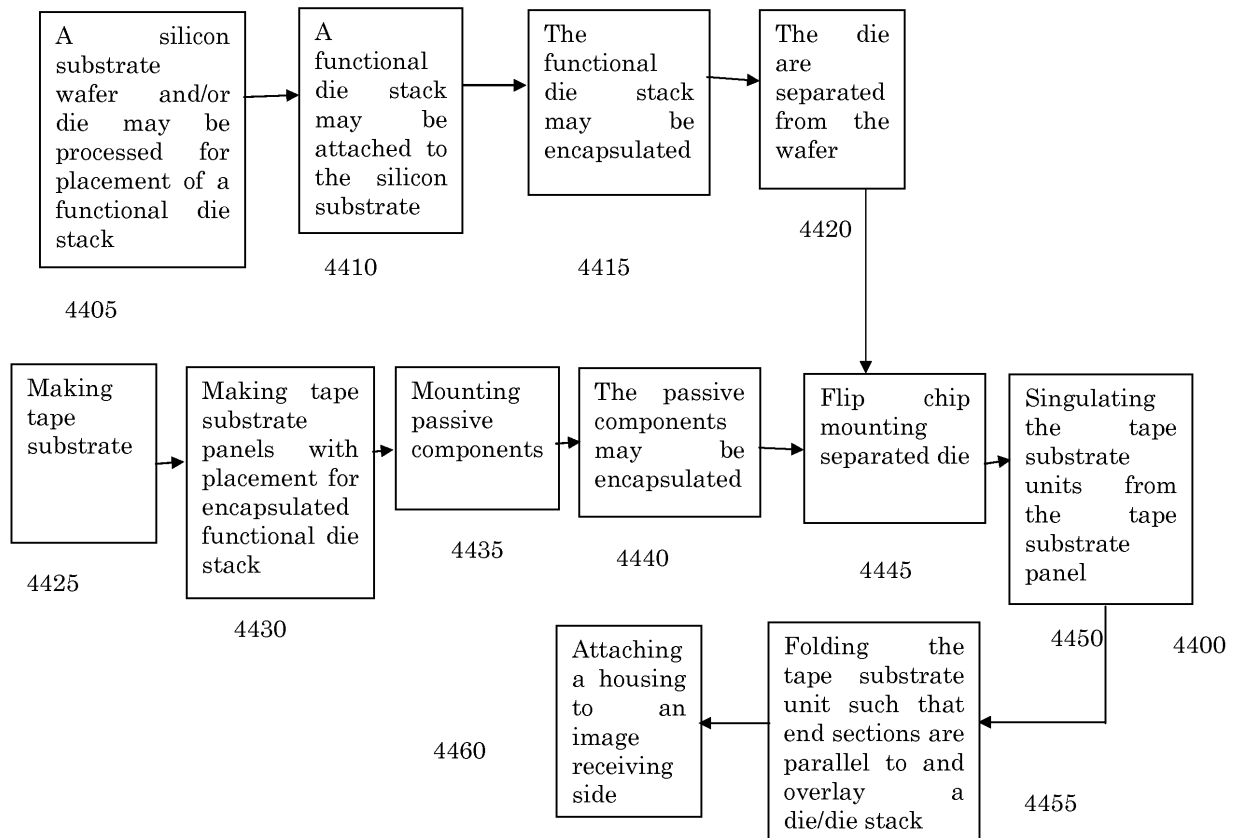 A silicon
substrate
wafer and/or
die may be
processed for
placement of a
functional die
stack
4405
A
functional
die stack
may be
attached to
the silicon
substrate
4410
The
functional
die stack
may be
encapsulated
4415
The die
are
separated
from the
wafer
4420
Making
tape
substrate
4425
Making tape
substrate
panels with
placement for
encapsulated
functional die
stack
4430
Mounting
passive
components
4435
The passive
components
may be
encapsulated
4440
Flip chip
mounting
separated die
4445
Singulating
the tape
substrate
units from
the tape
substrate
panel
4450
4400
Folding the
tape substrate
unit such that
end sections are
parallel to and
overlay a
die/die stack
4455
Attaching
a housing
to an
image
receiving
side
4460